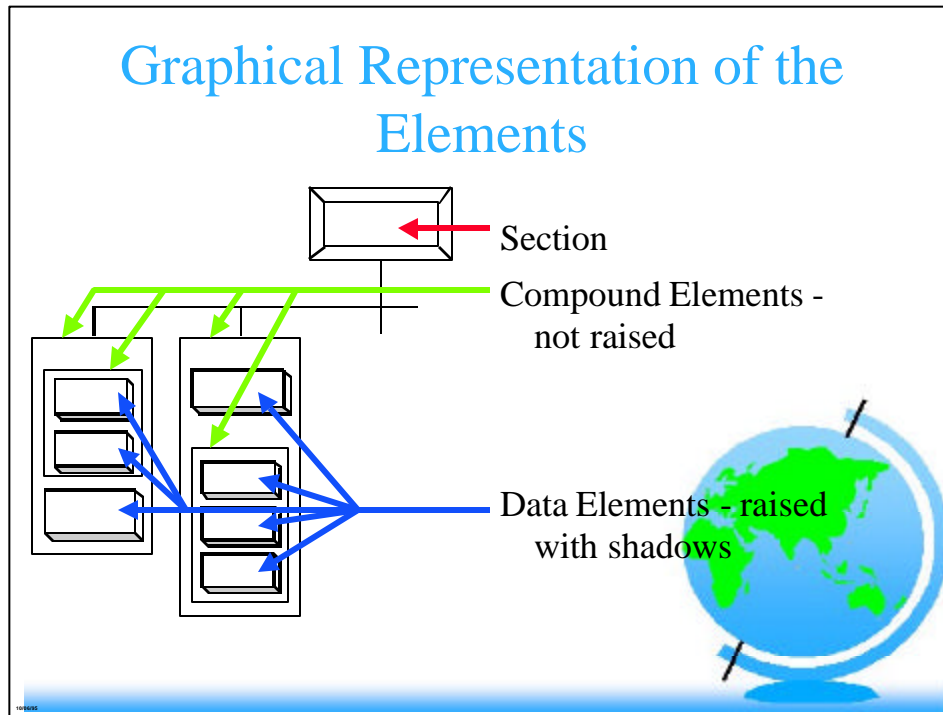 Graphical Representation of the
Elements
Section
Compound Elements -
not raised
Data Elements - raised
with shadows